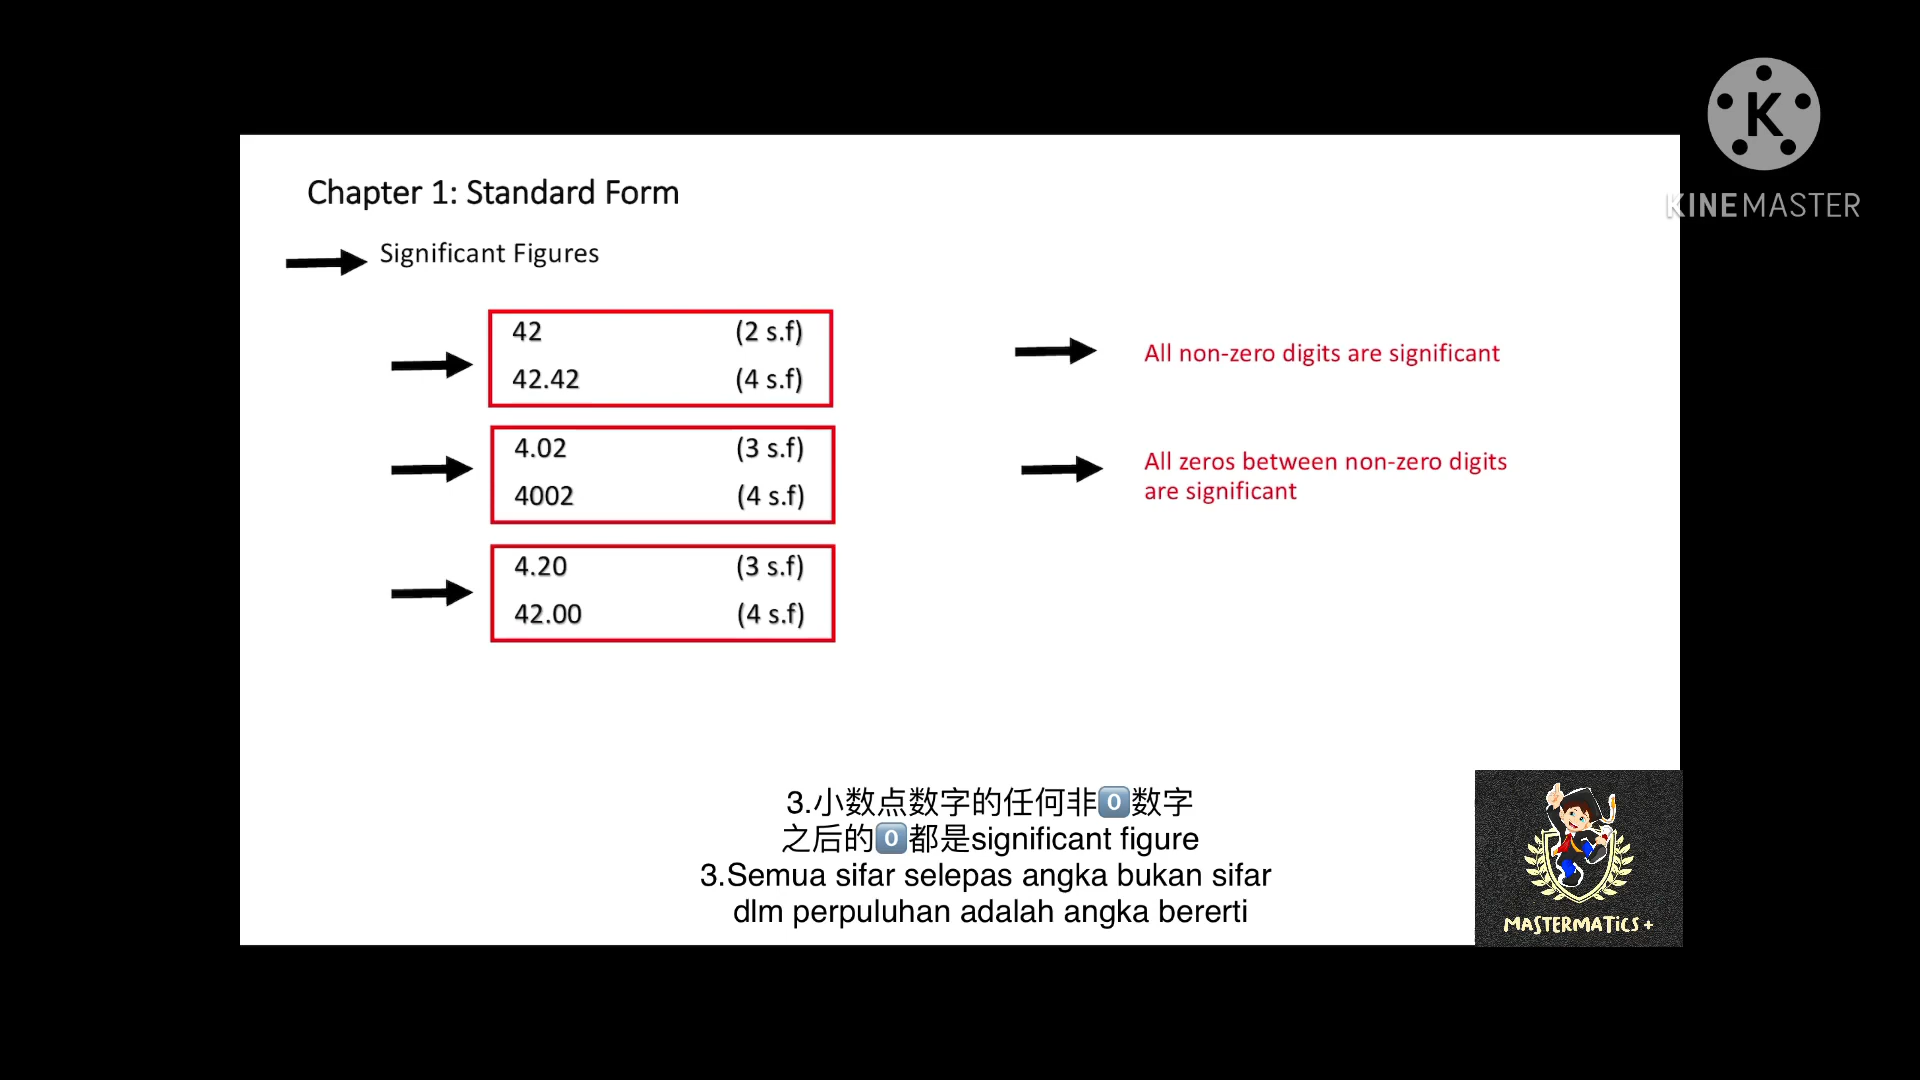 K
KINEMASTER
Chapter 1: Standard Form
Significant Figures
42 (2 s.f)
42.42 (4 s.f)
All non-zero digits are significant
4.02 (3 s.f)
4002 (4 s.f)
All zeros between non-zero digits
are significant
4.20 (3 s.f)
42.00 (4 s.f)
3.小数点数字的任何非0️⃣数字
之后的0️⃣都是significant figure
3.Semua sifar selepas angka bukan sifar
dlm perpuluhan adalah angka bererti
MASTERMATiCS +